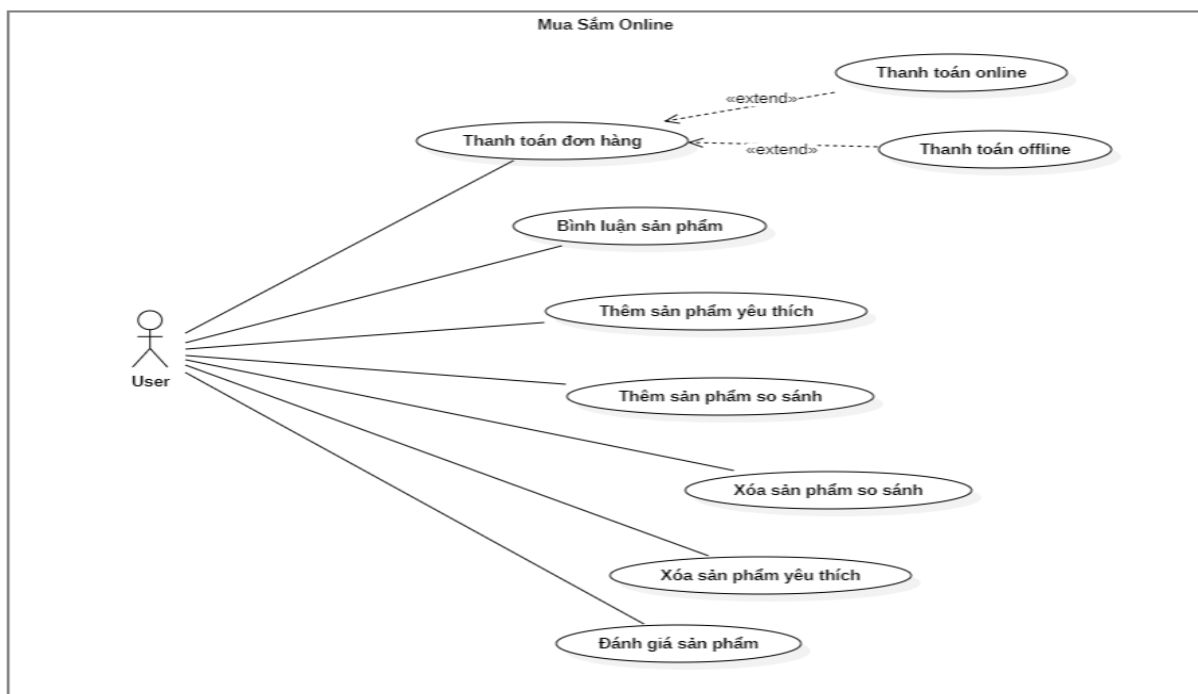 Mua Sắm Online
Thanh toán online
«extend»
Thanh toán đơn hàng
«extend»
Thanh toán offline
Bình luận sản phẩm
Thêm sản phẩm yêu thích
User
Thêm sản phẩm so sánh
Xóa sản phẩm so sánh
Xóa sản phẩm yêu thích
Đánh giá sản phẩm